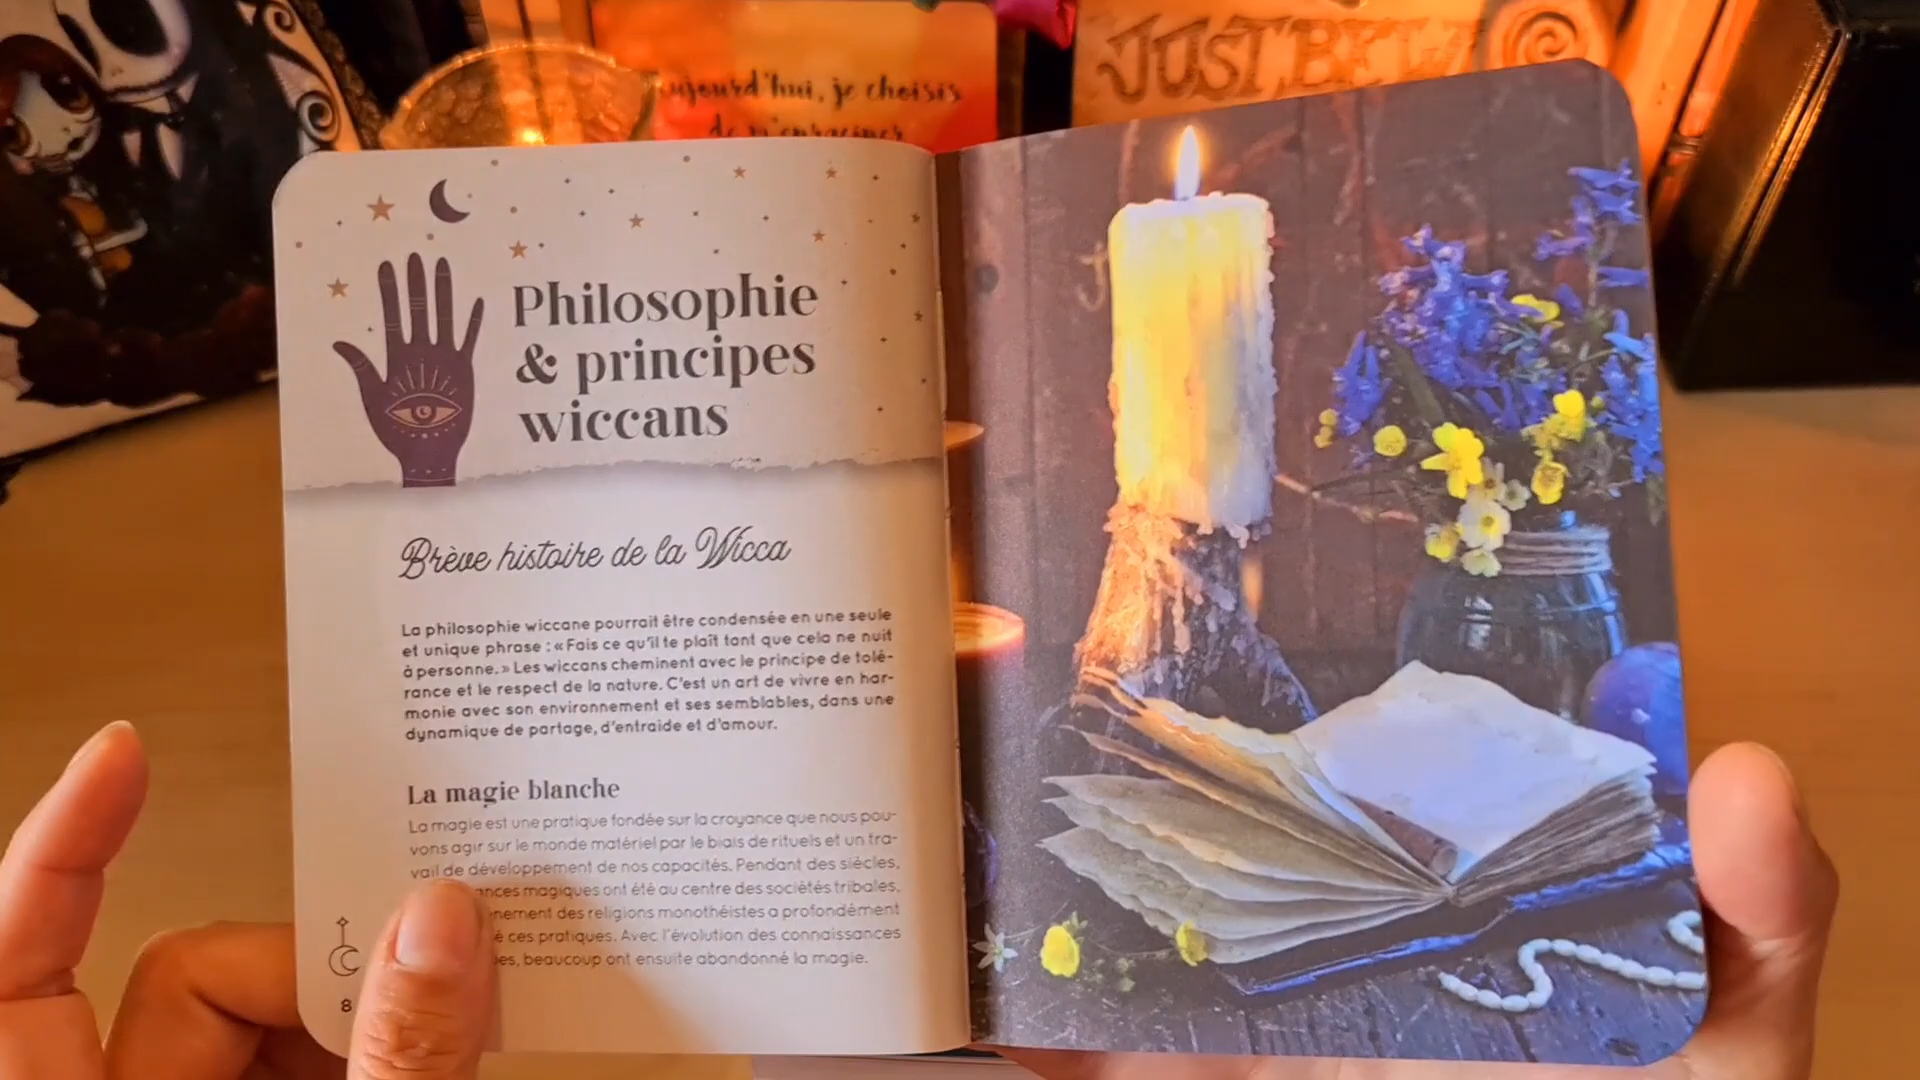 ujourd'hui, je choisis
de m'enraciner
JUST BE
Philosophie
& principes
wiccans
Brève histoire de la Wicca
La philosophie wiccane pourrait être condensée en une seule
et unique phrase : « Fais ce qu'il te plaît tant que cela ne nuit
à personne. » Les wiccans cheminent avec le principe de tolé-
rance et le respect de la nature. C'est un art de vivre en har-
monie avec son environnement et ses semblables, dans une
dynamique de partage, d'entraide et d'amour.
La magie blanche
La magie est une pratique fondée sur la croyance que nous pou-
vons agir sur le monde matériel par le biais de rituels et un tra-
vail de développement de nos capacités. Pendant des siècles,
ances magiques ont été au centre des sociétés tribales,
nement des religions monothéistes a profondément
é ces pratiques. Avec l'évolution des connaissances
es, beaucoup ont ensuite abandonné la magie.
8